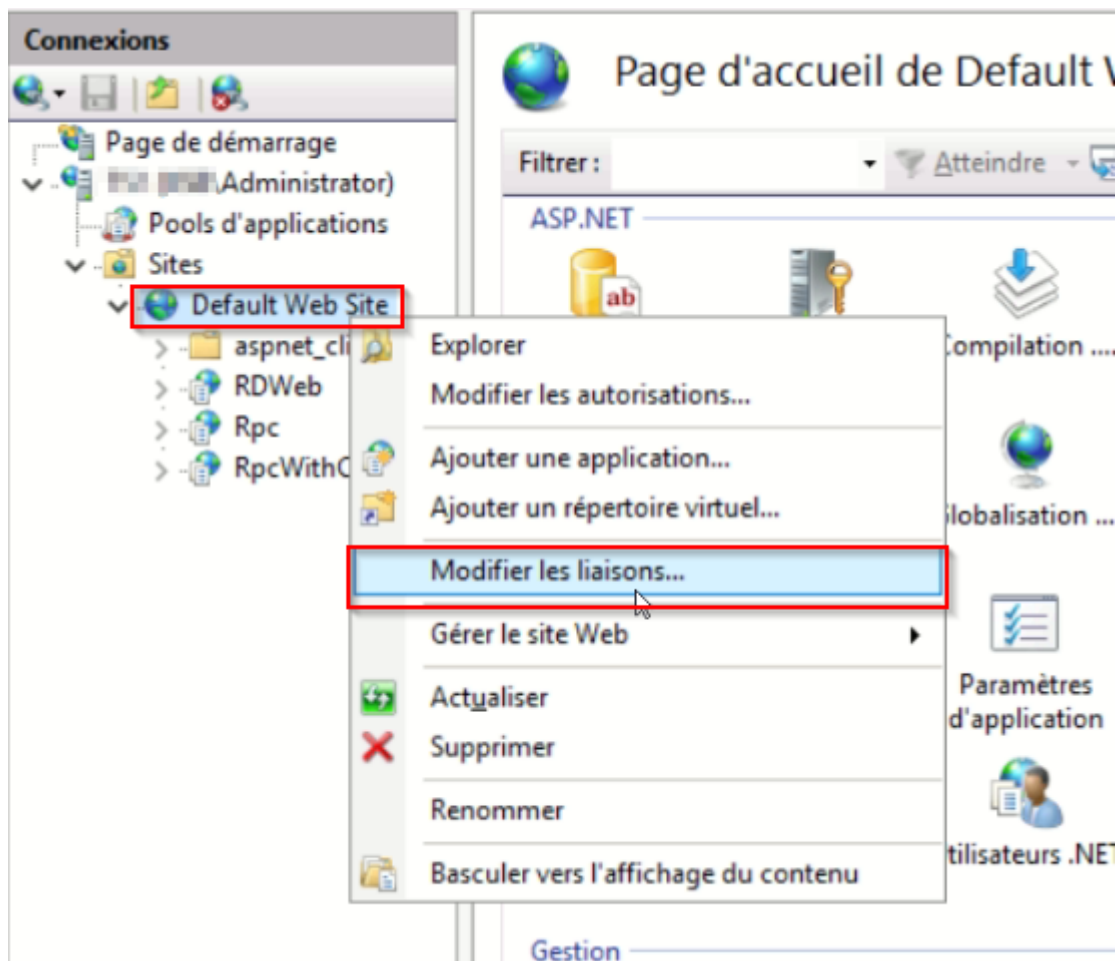 Connexions
Page de démarrage
\Administrator)
Pools d'applications
Sites
Default Web Site
aspnet_cli
RDWeb
Rpc
RpcWithC
Page d'accueil de Default
Filtrer :
Atteindre
ASP.NET
ab
Compilation ....
Globalisation ...
Paramètres
d'application
tilisateurs .NET
Gestion
Explorer
Modifier les autorisations...
Ajouter une application...
Ajouter un répertoire virtuel...
Modifier les liaisons...
Gérer le site Web
Actualiser
Supprimer
Renommer
Basculer vers l'affichage du contenu